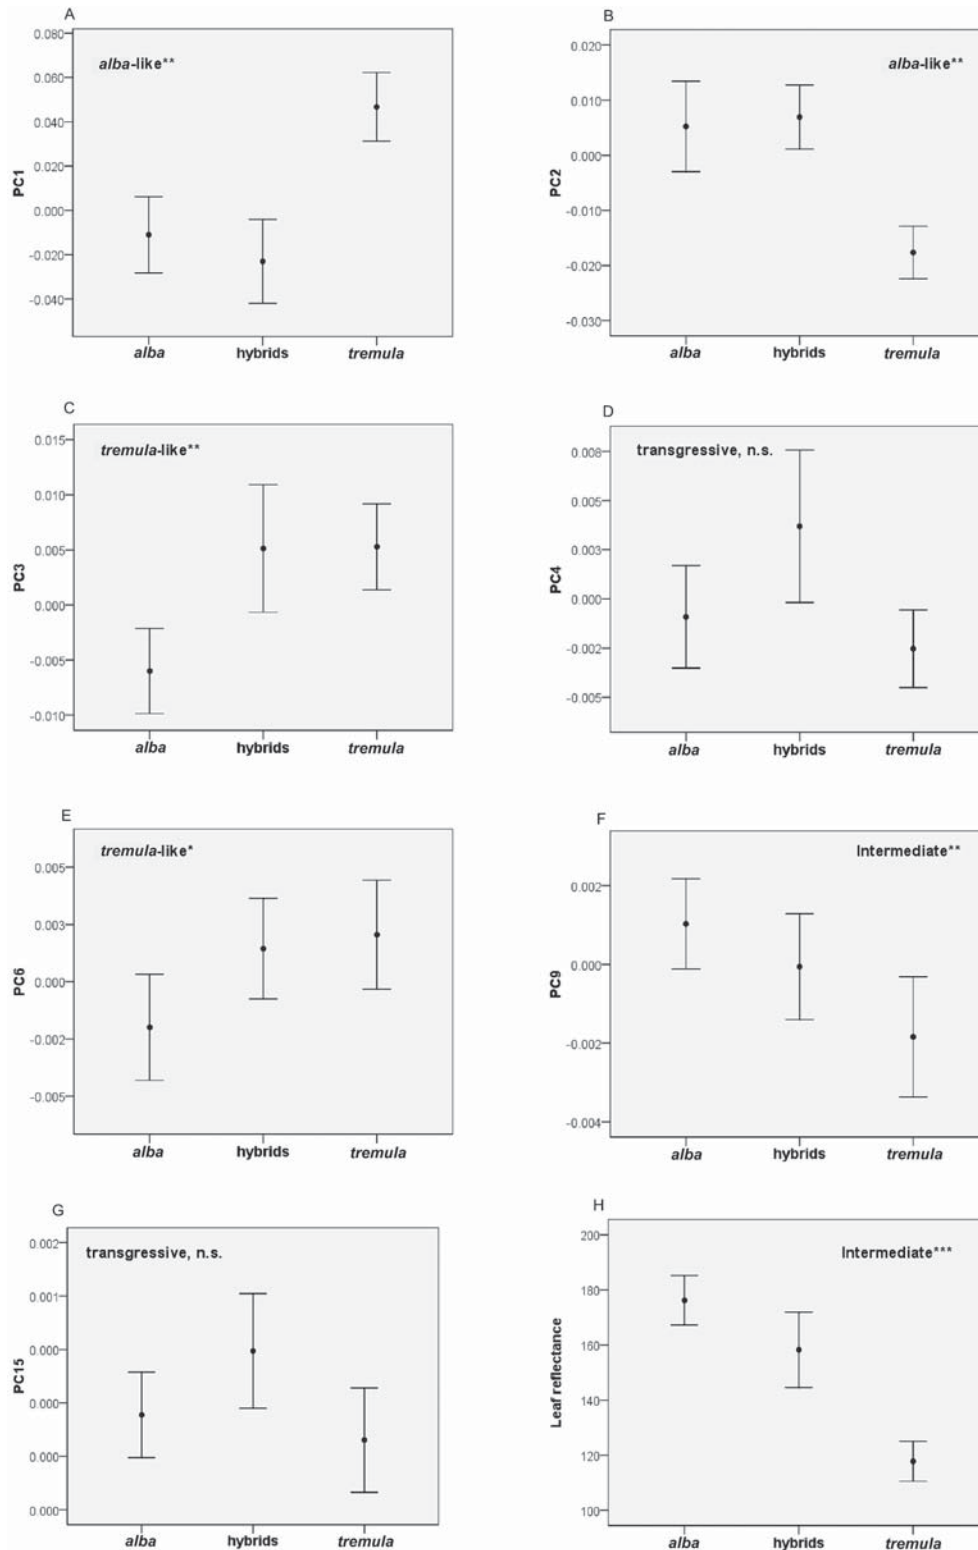 A
alba-like**
PC1
0.080
0.060
0.040
0.020
0.000
-0.020
-0.040
alba
hybrids
tremula
B
alba-like**
PC2
0.020
0.010
0.000
-0.010
-0.020
-0.030
alba
hybrids
tremula
C
tremula-like**
PC3
0.015
0.010
0.005
0.000
-0.005
-0.010
alba
hybrids
tremula
D
transgressive, n.s.
PC4
0.008
0.005
0.003
0.000
-0.002
-0.005
alba
hybrids
tremula
E
tremula-like*
PC6
0.005
0.003
0.000
-0.002
-0.005
alba
hybrids
tremula
F
Intermediate**
PC9
0.002
0.000
-0.002
-0.004
alba
hybrids
tremula
G
transgressive, n.s.
PC15
0.002
0.001
0.000
0.000
0.000
0.000
alba
hybrids
tremula
H
Intermediate***
Leaf reflectance
200
180
160
140
120
100
alba
hybrids
tremula